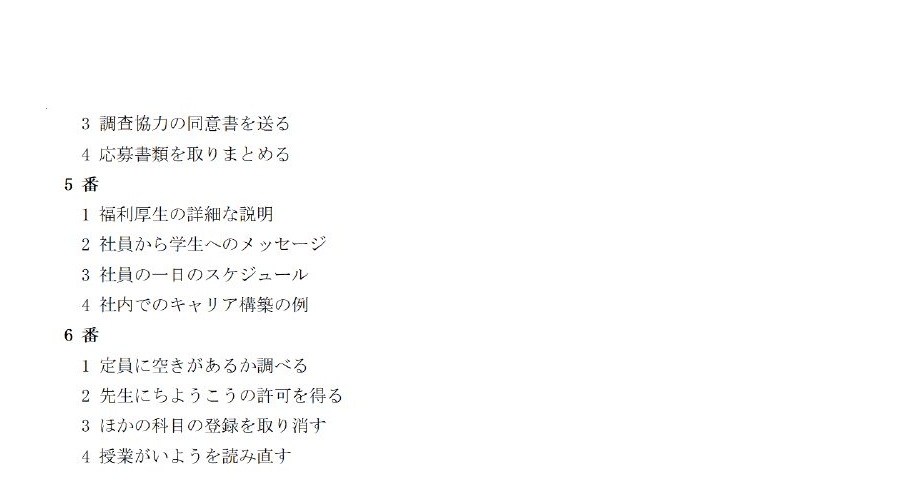 3 調査協力の同意書を送る
4 応募書類を取りまとめる
5 番
1 福利厚生の詳細な説明
2 社員から学生へのメッセージ
3 社員の一日のスケジュール
4 社内でのキャリア構築の例
6 番
1 定員に空きがあるか調べる
2 先生にちようこうの許可を得る
3 ほかの科目の登録を取り消す
4 授業がいようを読み直す